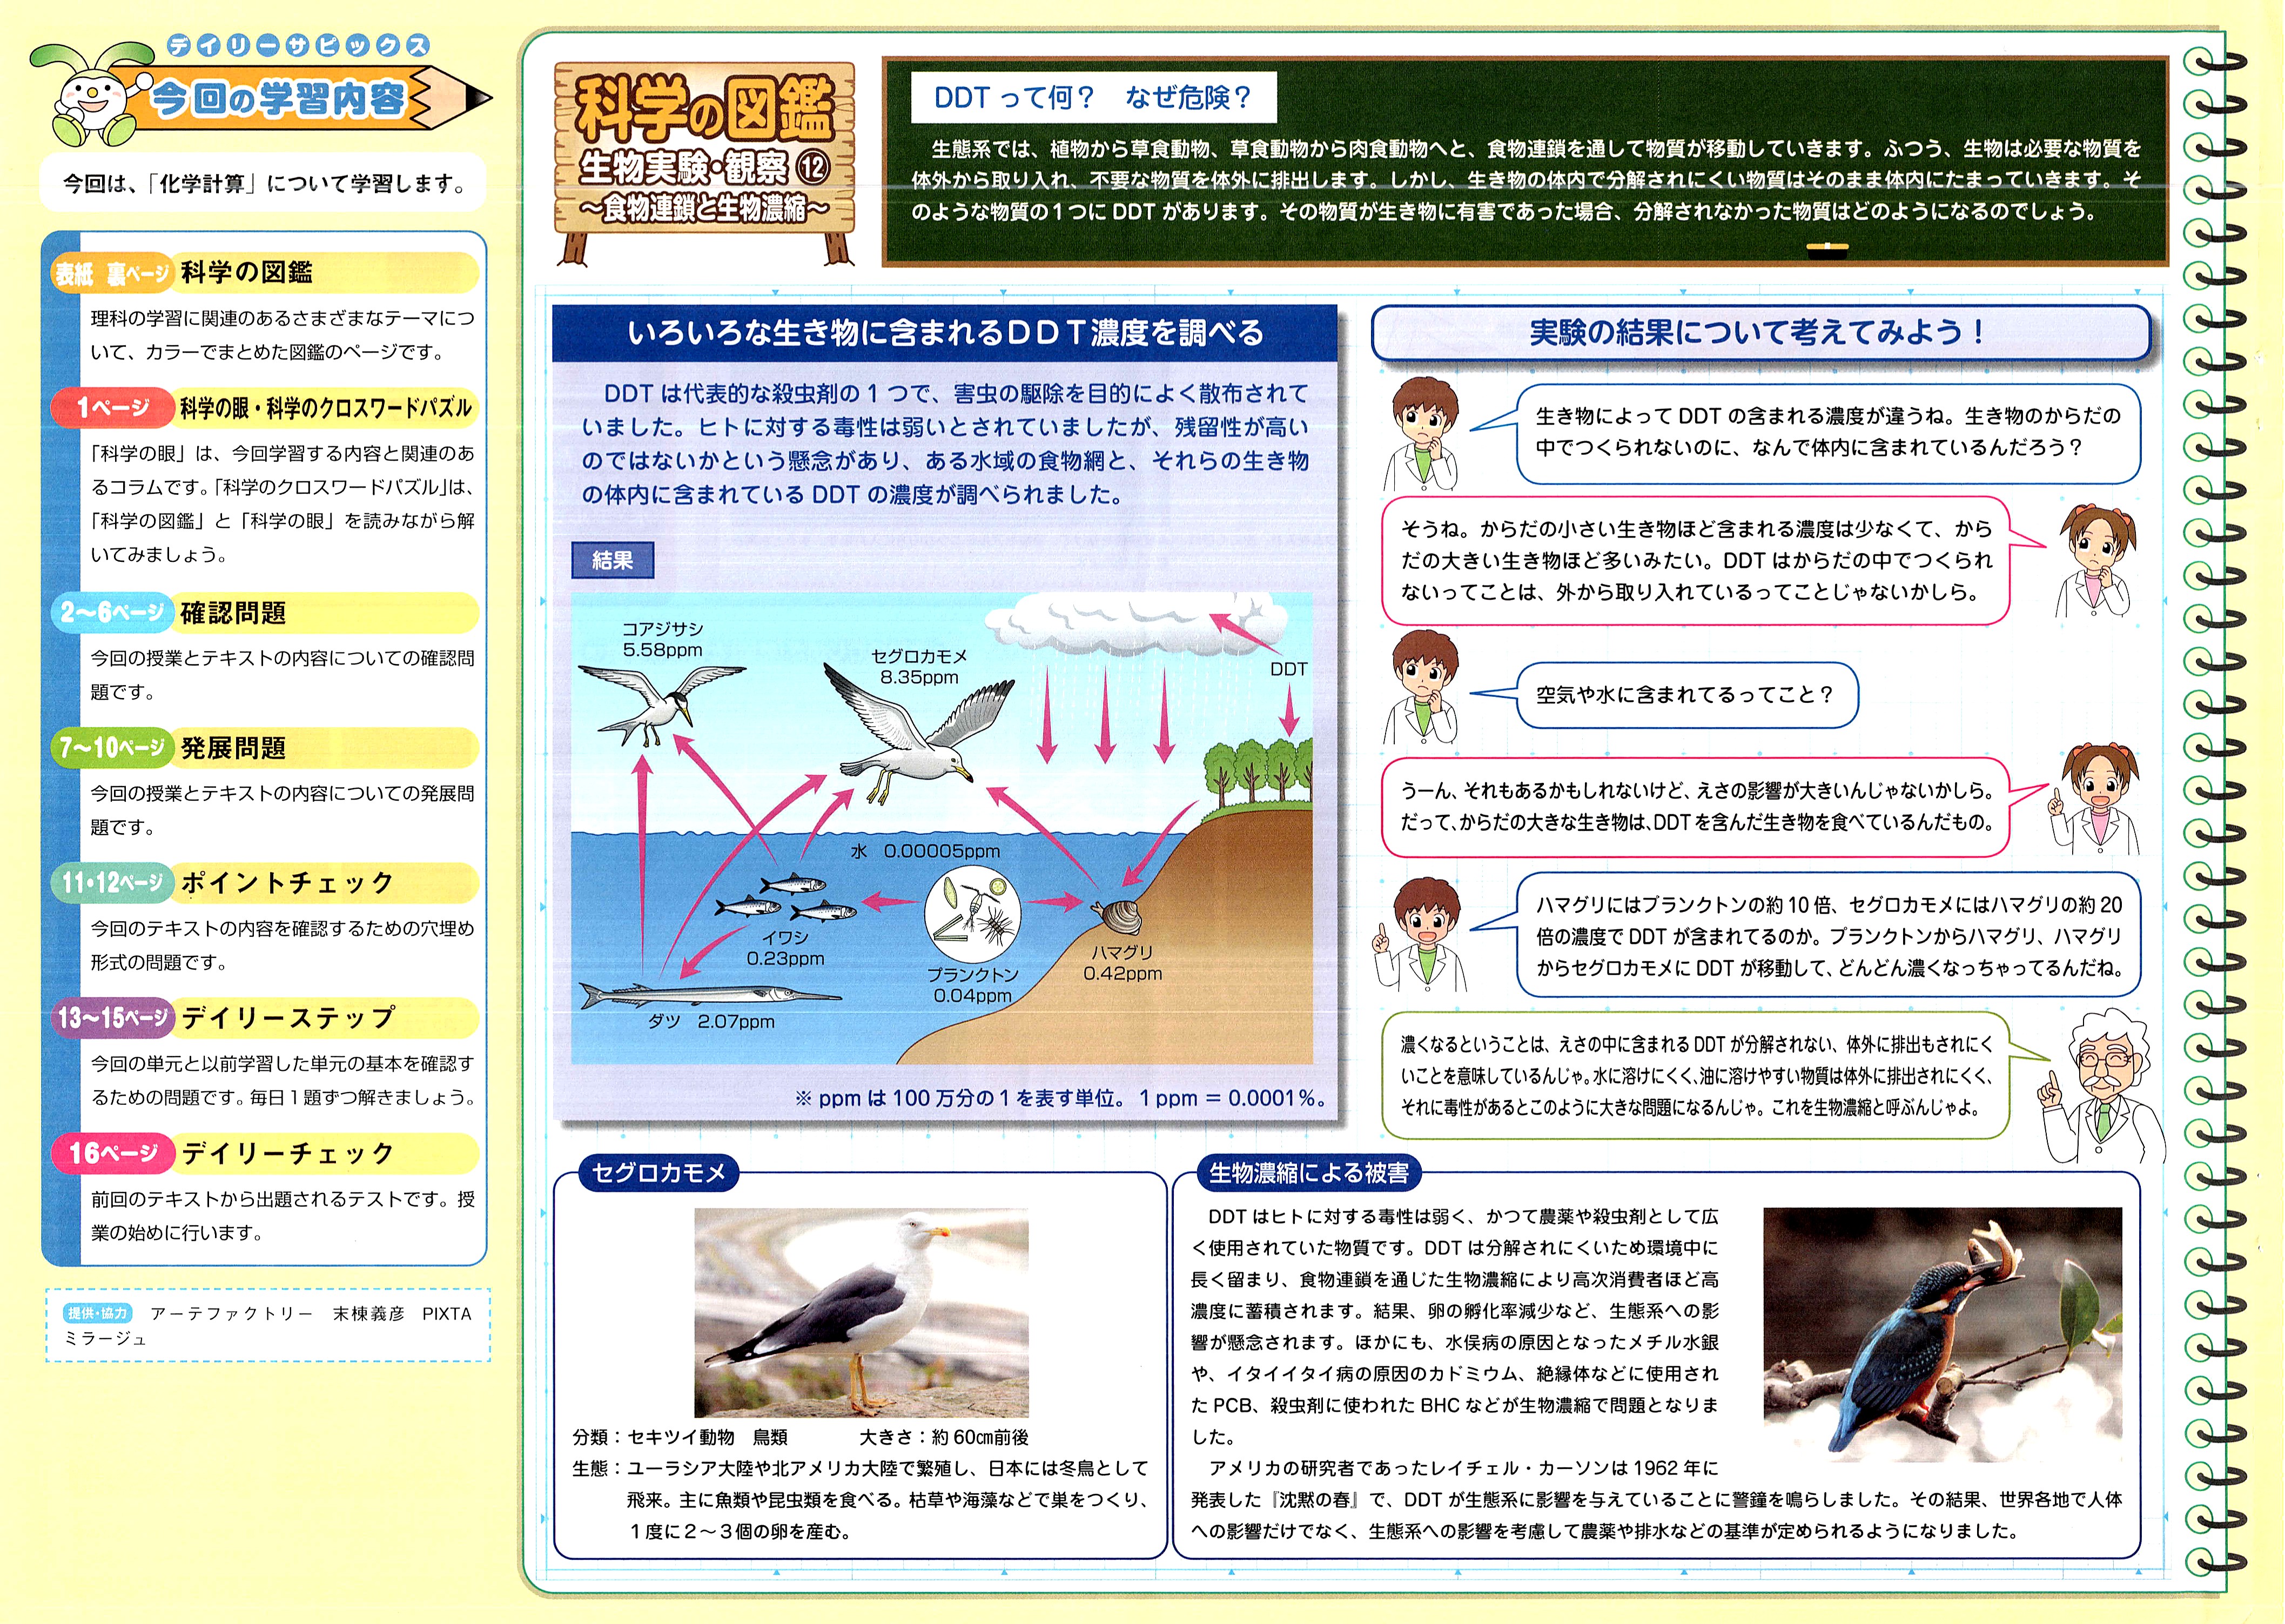 デイリーサピックス
今回の学習内容
今回は、「化学計算」について学習します。
表紙 裏ページ 科学の図鑑
理科の学習に関連のあるさまざまなテーマにつ
いて、カラーでまとめた図鑑のページです。
1ページ 科学の眼・科学のクロスワードパズル
「科学の眼」は、今回学習する内容と関連のあ
るコラムです。「科学のクロスワードパズル」は、
「科学の図鑑」と「科学の眼」を読みながら解
いてみましょう。
2〜6ページ 確認問題
今回の授業とテキストの内容についての確認問
題です。
7〜10ページ 発展問題
今回の授業とテキストの内容についての発展問
題です。
11・12ページ ポイントチェック
今回のテキストの内容を確認するための穴埋め
形式の問題です。
13〜15ページ デイリーステップ
今回の単元と以前学習した単元の基本を確認す
るための問題です。毎日1題ずつ解きましょう。
16ページ デイリーチェック
前回のテキストから出題されるテストです。授
業の始めに行います。
提供・協力 アーテファクトリー 末棟義彦 PIXTA
ミラージュ
科学の図鑑
生物実験・観察⑫
〜食物連鎖と生物濃縮〜
DDTって何? なぜ危険?
生態系では、植物から草食動物、草食動物から肉食動物へと、食物連鎖を通して物質が移動していきます。ふつう、生物は必要な物質を
体外から取り入れ、不要な物質を体外に排出します。しかし、生き物の体内で分解されにくい物質はそのまま体内にたまっていきます。そ
のような物質の1つにDDTがあります。その物質が生き物に有害であった場合、分解されなかった物質はどのようになるのでしょう。
いろいろな生き物に含まれるDDT濃度を調べる
DDTは代表的な殺虫剤の1つで、害虫の駆除を目的によく散布されて
いました。ヒトに対する毒性は弱いとされていましたが、残留性が高い
のではないかという懸念があり、ある水域の食物網と、それらの生き物
の体内に含まれているDDTの濃度が調べられました。
結果
コアジサシ
5.58ppm
セグロカモメ
8.35ppm
DDT
水 0.00005ppm
イワシ
0.23ppm
プランクトン
0.04ppm
ハマグリ
0.42ppm
ダツ 2.07ppm
※ppmは100万分の1を表す単位。1ppm=0.0001%。
実験の結果について考えてみよう!
生き物によってDDTの含まれる濃度が違うね。生き物のからだの
中でつくられないのに、なんで体内に含まれているんだろう?
そうね。からだの小さい生き物ほど含まれる濃度は少なくて、から
だの大きい生き物ほど多いみたい。DDTはからだの中でつくられ
ないってことは、外から取り入れているってことじゃないかしら。
空気や水に含まれてるってこと?
うーん、それもあるかもしれないけど、えさの影響が大きいんじゃないかしら。
だって、からだの大きな生き物は、DDTを含んだ生き物を食べているんだもの。
ハマグリにはプランクトンの約10倍、セグロカモメにはハマグリの約20
倍の濃度でDDTが含まれてるのか。プランクトンからハマグリ、ハマグリ
からセグロカモメにDDTが移動して、どんどん濃くなっちゃってるんだね。
濃くなるということは、えさの中に含まれるDDTが分解されない、体外に排出もされにく
いことを意味しているんじゃ。水に溶けにくく、油に溶けやすい物質は体外に排出されにくく、
それに毒性があるとこのように大きな問題になるんじゃ。これを生物濃縮と呼ぶんじゃよ。
セグロカモメ
分類:セキツイ動物 鳥類 大きさ:約60cm前後
生態:ユーラシア大陸や北アメリカ大陸で繁殖し、日本には冬鳥として
飛来。主に魚類や昆虫類を食べる。枯草や海藻などで巣をつくり、
1度に2〜3個の卵を産む。
生物濃縮による被害
DDTはヒトに対する毒性は弱く、かつて農薬や殺虫剤として広
く使用されていた物質です。DDTは分解されにくいため環境中に
長く留まり、食物連鎖を通じた生物濃縮により高次消費者ほど高
濃度に蓄積されます。結果、卵の孵化率減少など、生態系への影
響が懸念されます。ほかにも、水俣病の原因となったメチル水銀
や、イタイイタイ病の原因のカドミウム、絶縁体などに使用され
たPCB、殺虫剤に使われたBHCなどが生物濃縮で問題となりま
した。
アメリカの研究者であったレイチェル・カーソンは1962年に
発表した『沈黙の春』で、DDTが生態系に影響を与えていることに警鐘を鳴らしました。その結果、世界各地で人体
への影響だけでなく、生態系への影響を考慮して農薬や排水などの基準が定められるようになりました。